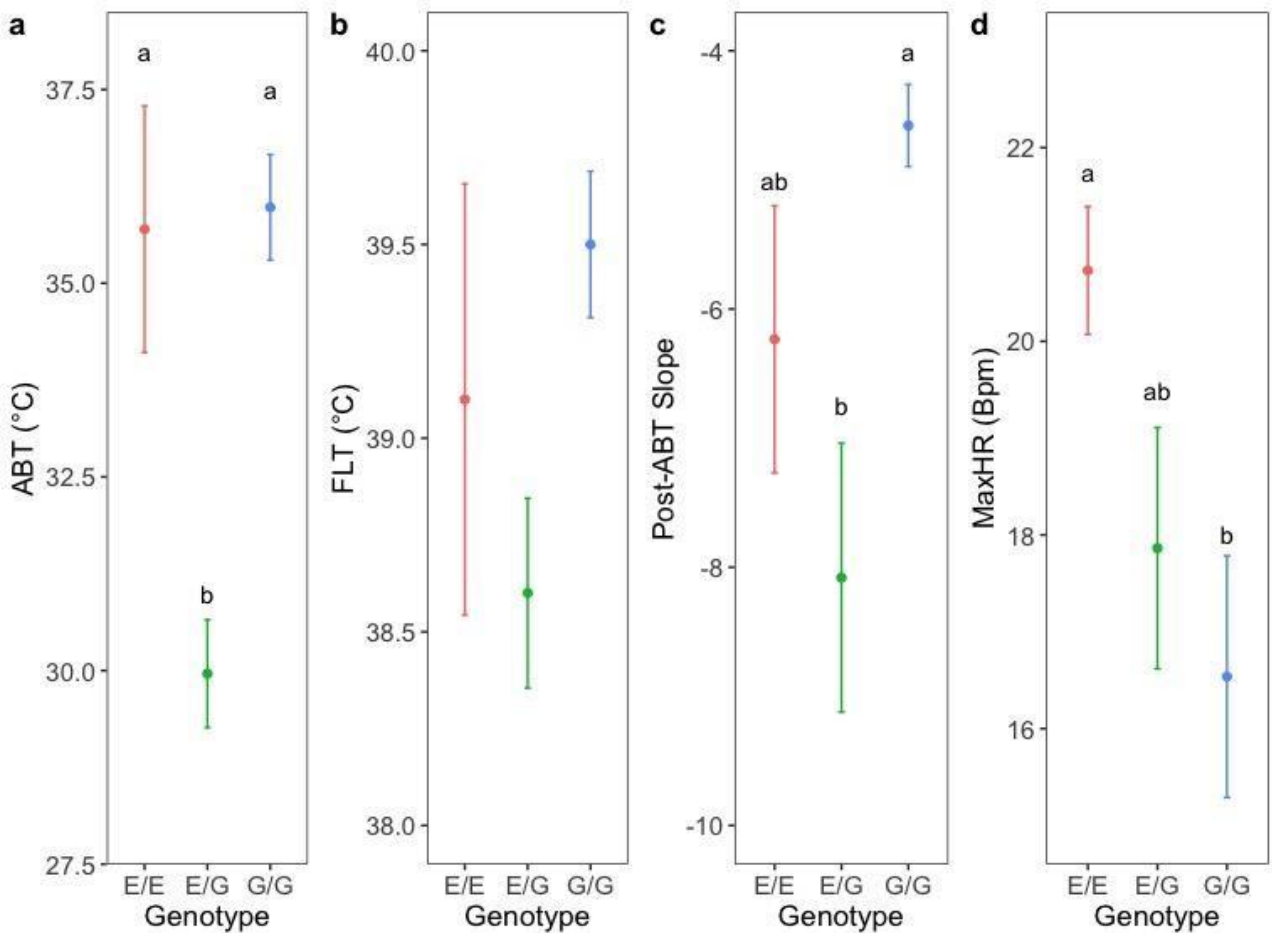 a
ABT (°C)
37.5
35.0
32.5
30.0
27.5
a
b
a
E/E E/G G/G
Genotype
b
FLT (°C)
40.0
39.5
39.0
38.5
38.0
E/E E/G G/G
Genotype
c
Post-ABT Slope
-4
-6
-8
-10
ab
b
a
E/E E/G G/G
Genotype
d
MaxHR (Bpm)
22
20
18
16
a
ab
b
E/E E/G G/G
Genotype